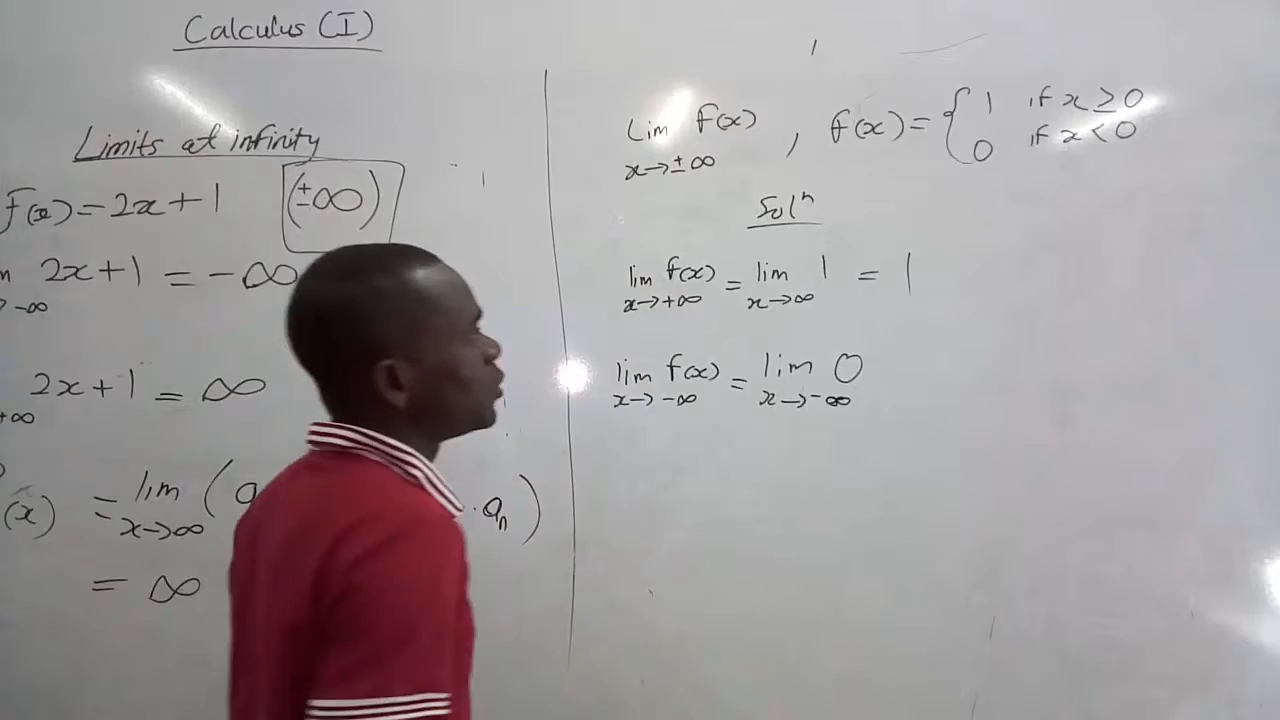 Calculus (I)
Limits at infinity
f(x) = 2x + 1 (±∞)
2x + 1 = -∞
→ -∞
2x + 1 = ∞
+∞
(x) = lim (a . aₙ)
x→∞
= ∞
Lim f(x) , f(x) = { 1 if x ≥ 0
x→±∞ 0 if x < 0
Solⁿ
lim f(x) = lim 1 = 1
x→+∞ x→∞
lim f(x) = lim 0
x→-∞ x→-∞